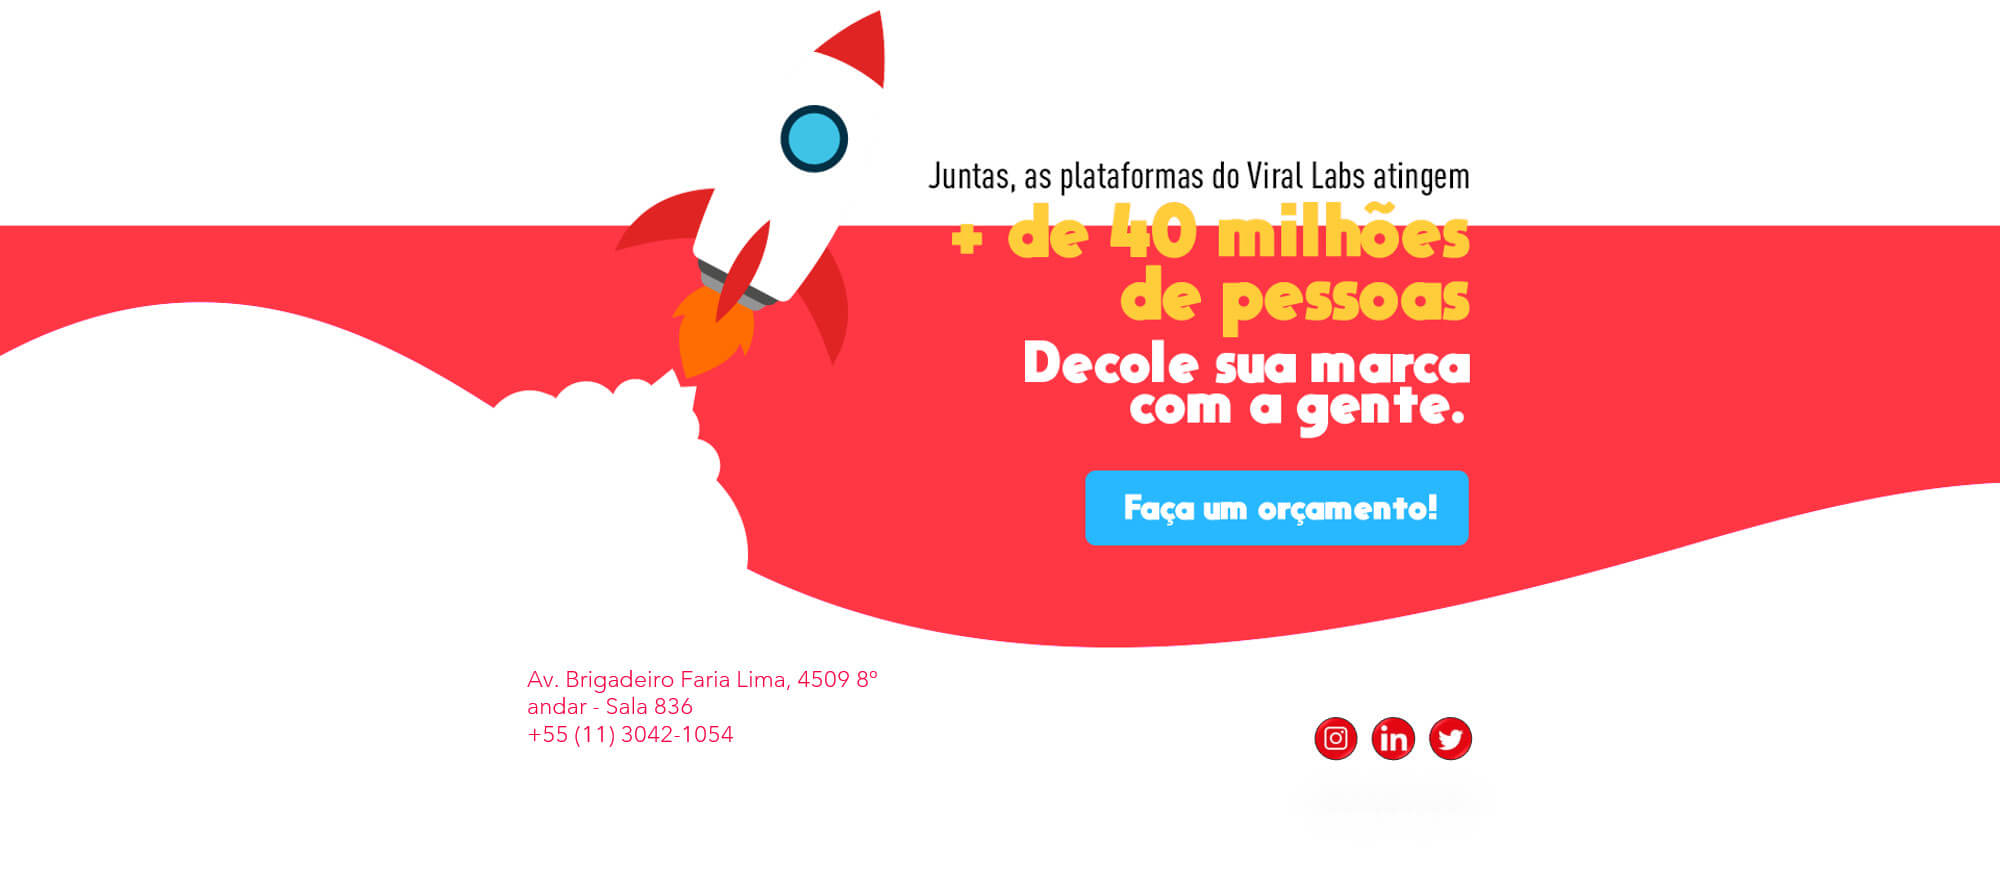 Juntas, as plataformas do Viral Labs atingem
+ de 40 milhões
de pessoas
Decole sua marca
com a gente.
Faça um orçamento!
Av. Brigadeiro Faria Lima, 4509 8º
andar - Sala 836
+55 (11) 3042-1054
in